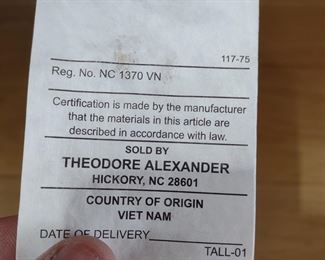 117-75
Reg. No. NC 1370 VN
Certification is made by the manufacturer
that the materials in this article are
described in accordance with law.
SOLD BY
THEODORE ALEXANDER
HICKORY, NC 28601
COUNTRY OF ORIGIN
VIET NAM
DATE OF DELIVERY
TALL-01